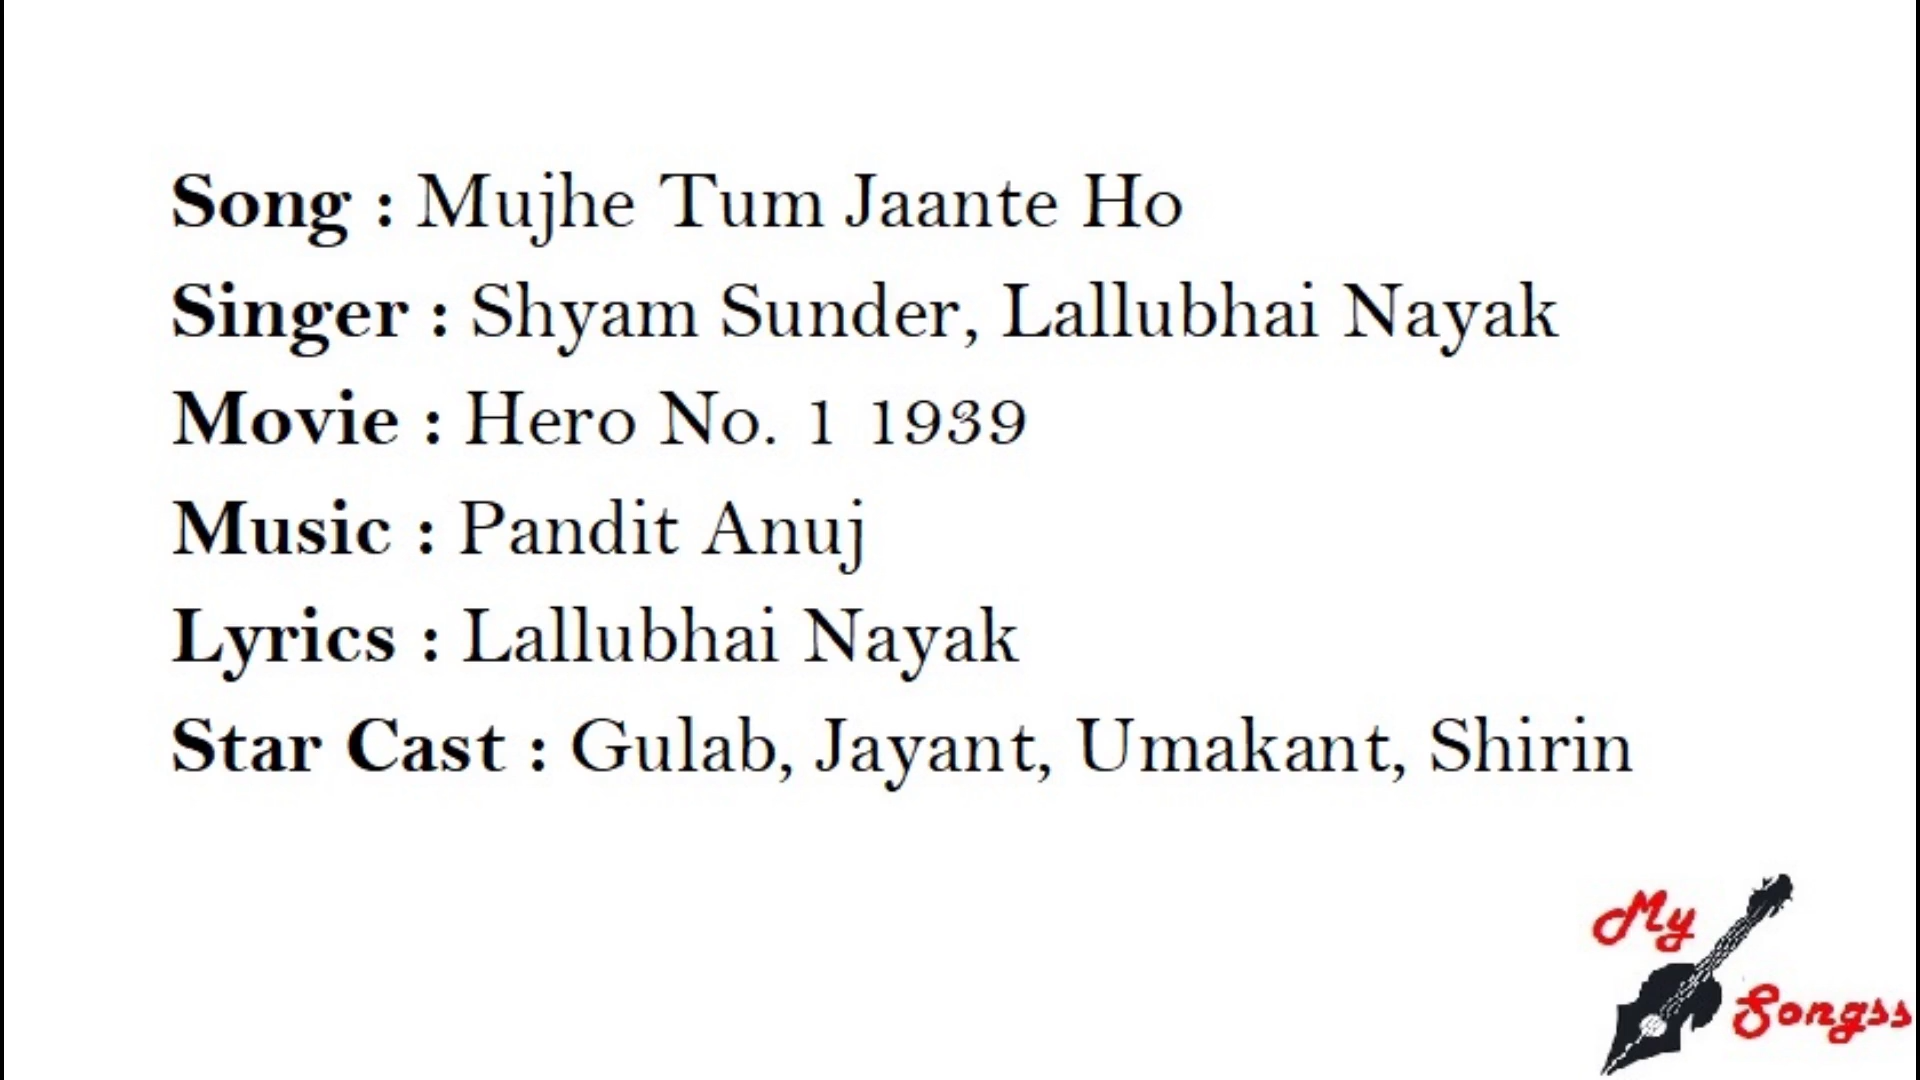 Song : Mujhe Tum Jaante Ho
Singer : Shyam Sunder, Lallubhai Nayak
Movie : Hero No. 1 1939
Music : Pandit Anuj
Lyrics : Lallubhai Nayak
Star Cast : Gulab, Jayant, Umakant, Shirin
My
Songss